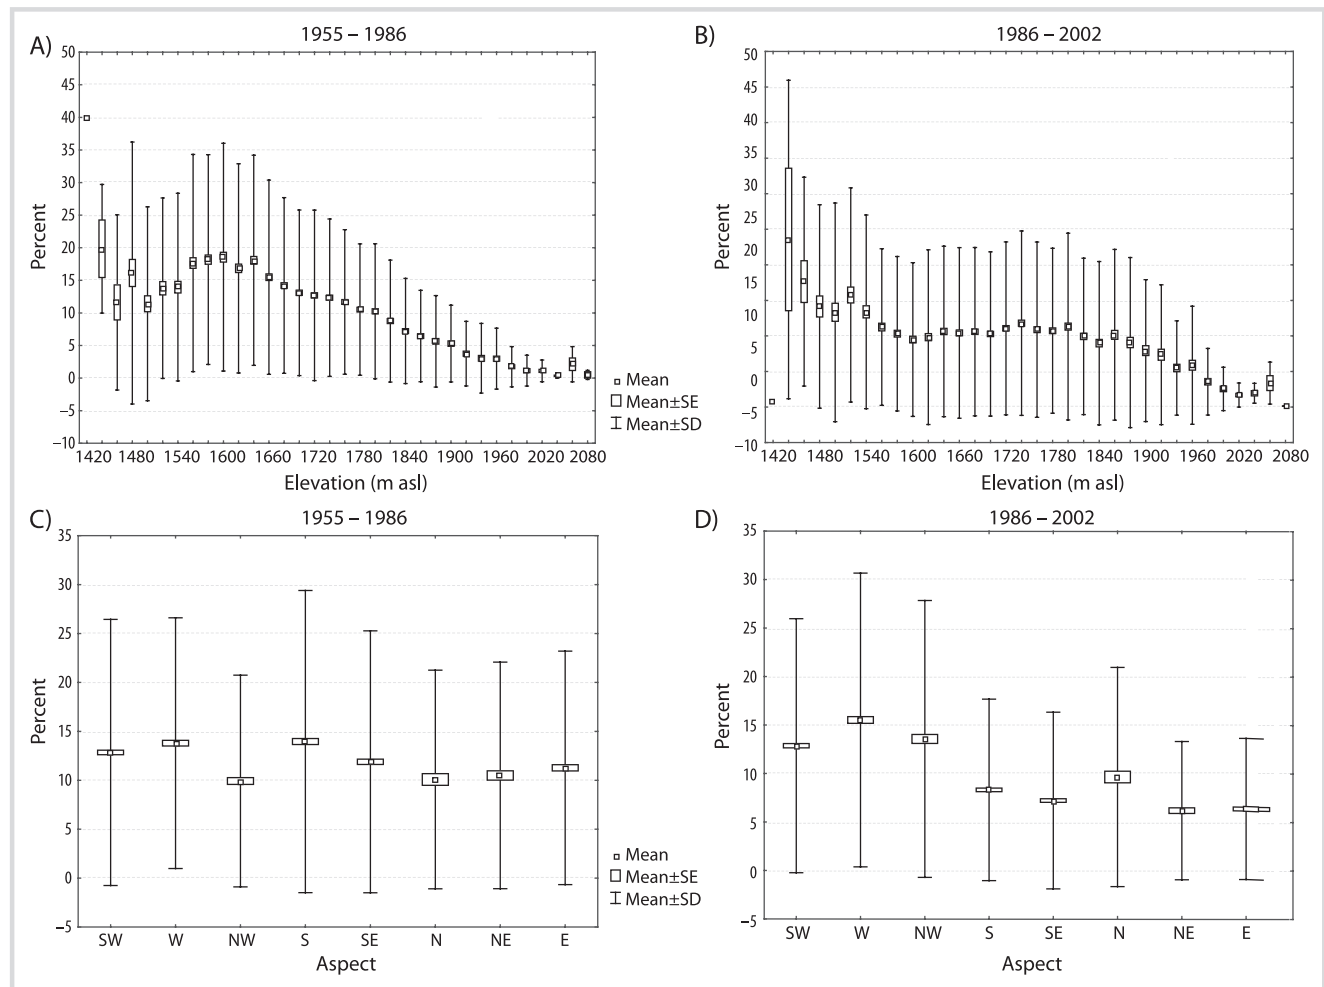 A)
1955 – 1986
Percent
50
45
40
35
30
25
20
15
10
5
0
–5
–10
1420 1480 1540 1600 1660 1720 1780 1840 1900 1960 2020 2080
Elevation (m asl)
Mean
Mean±SE
Mean±SD
B)
1986 – 2002
Percent
50
45
40
35
30
25
20
15
10
5
0
–5
–10
1420 1480 1540 1600 1660 1720 1780 1840 1900 1960 2020 2080
Elevation (m asl)
C)
1955 – 1986
Percent
35
30
25
20
15
10
5
0
–5
SW W NW S SE N NE E
Aspect
Mean
Mean±SE
Mean±SD
D)
1986 – 2002
Percent
35
30
25
20
15
10
5
0
–5
SW W NW S SE N NE E
Aspect